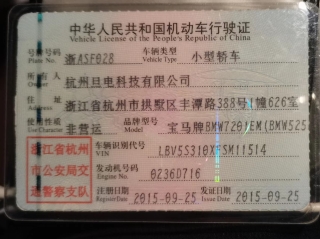 中华人民共和国机动车行驶证
Vehicle License of the People's Republic of China
号牌号码 浙A5F028 车辆类型 小型轿车
Plate No. Vehicle Type
所有人 杭州旦电科技有限公司
住址 浙江省杭州市拱墅区丰潭路388号1幢626室
Address
使用性质 非营运 品牌型号 宝马牌BMW7201EM(BMW525
Use Character Model
浙江省杭州 车辆识别代号 LBV5S310XFSM11514
VIN
市公安局交 发动机号码 0236D716
Engine No.
通警察支队 注册日期 2015-09-25 发证日期 2015-09-25
Register Date Issue Date